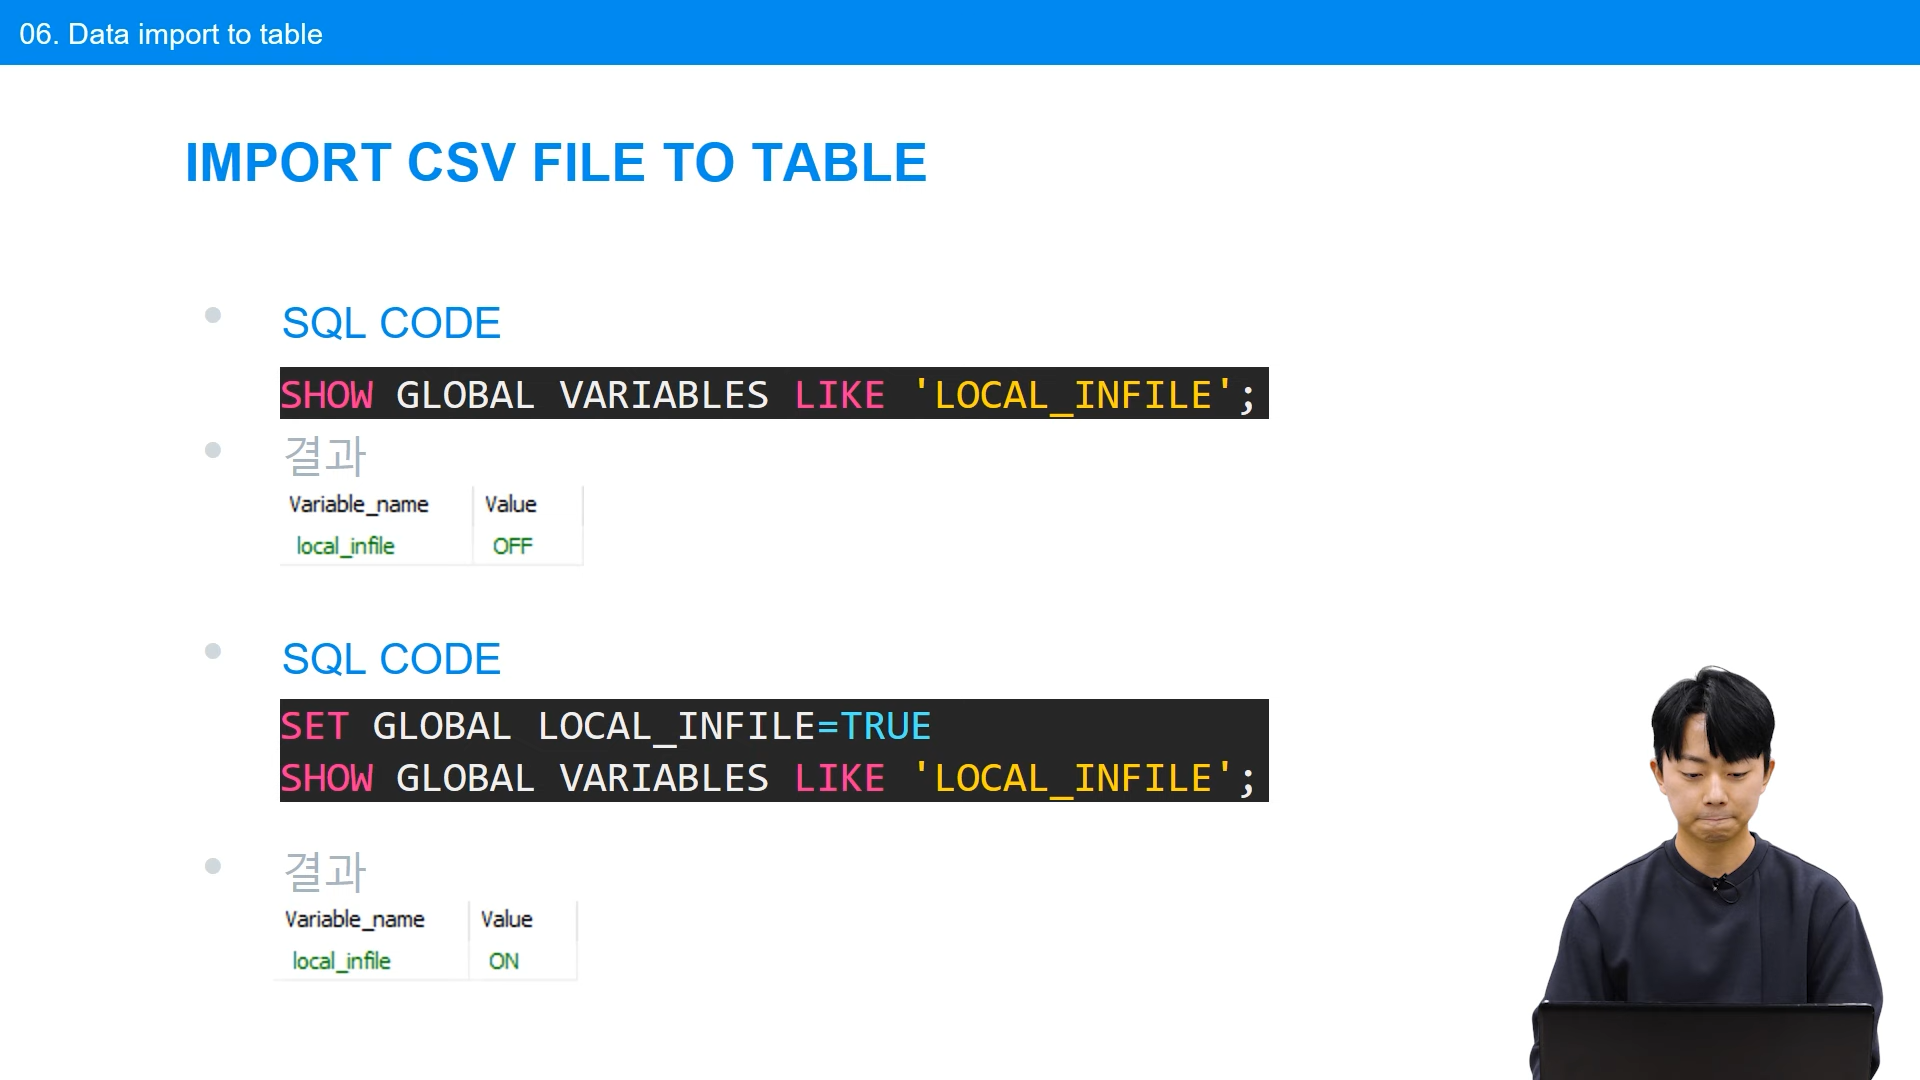 06. Data import to table
IMPORT CSV FILE TO TABLE
SQL CODE
SHOW GLOBAL VARIABLES LIKE 'LOCAL_INFILE';
결과
Variable_name Value
local_infile OFF
SQL CODE
SET GLOBAL LOCAL_INFILE=TRUE
SHOW GLOBAL VARIABLES LIKE 'LOCAL_INFILE';
결과
Variable_name Value
local_infile ON